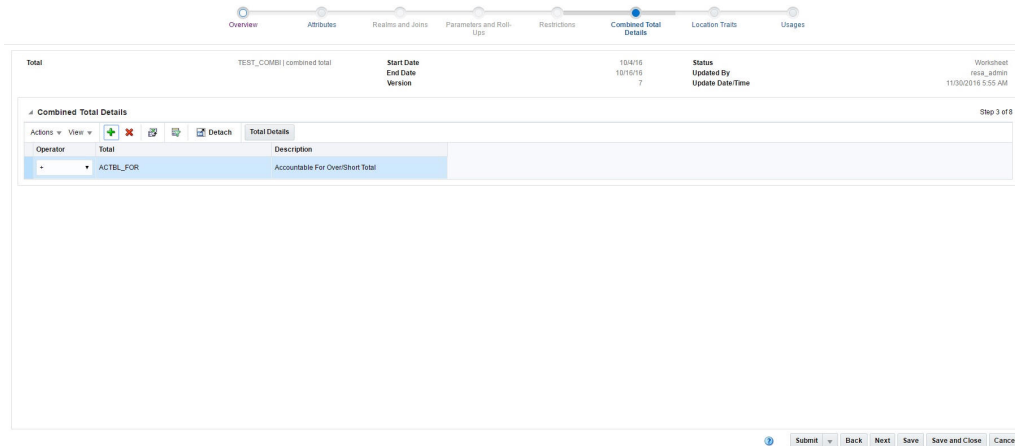 Overview Attributes Realms and Joins Parameters and Roll-Ups Restrictions Combined Total Details Location Traits Usages
Total TEST_COMBI | combined total Start Date 10/4/16 Status Worksheet
End Date 10/16/16 Updated By resa_admin
Version 7 Update Date/Time 11/30/2016 5:55 AM
Combined Total Details Step 3 of 8
Actions View Detach Total Details
Operator Total Description
+ ACTBL_FOR Accountable For Over/Short Total
Submit Back Next Save Save and Close Cance